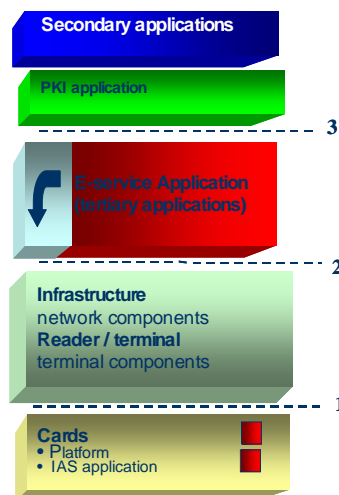 Secondary applications
PKI application
3
E-service Application
(tertiary applications)
2
Infrastructure
network components
Reader / terminal
terminal components
1
Cards
• Platform
• IAS application